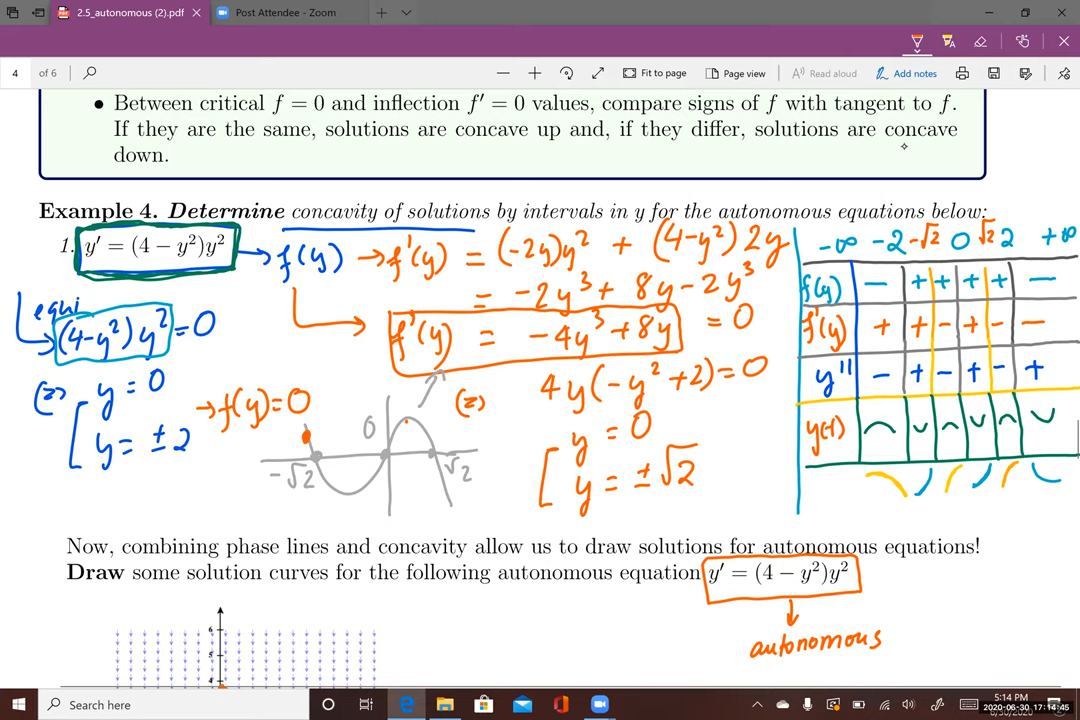 2.5_autonomous (2).pdf
Post Attendee - Zoom
4 of 6
Fit to page
Page view
Read aloud
Add notes
• Between critical f = 0 and inflection f′ = 0 values, compare signs of f with tangent to f.
If they are the same, solutions are concave up and, if they differ, solutions are concave
down.
Example 4. Determine concavity of solutions by intervals in y for the autonomous equations below:
1. y′ = (4 − y²)y²
→ f(y) → f'(y) = (-2y)y² + (4-y²)2y
= -2y³ + 8y - 2y³
f'(y) = -4y³ + 8y = 0
4y(-y² + 2) = 0
(2) y = 0
y = ± √2
equi
(4-y²)y² = 0
(2) y = 0
y = ± 2
→ f(y) = 0
0
-√2
√2
-∞ -2 -√2 0 √2 2 +∞
f(y) - + + + + -
f'(y) + + - + - -
y'' - + - + - +
y(t)
Now, combining phase lines and concavity allow us to draw solutions for autonomous equations!
Draw some solution curves for the following autonomous equation y′ = (4 − y²)y²
autonomous
6
5
4
Search here
5:14 PM
2020-06-30 17:14:45